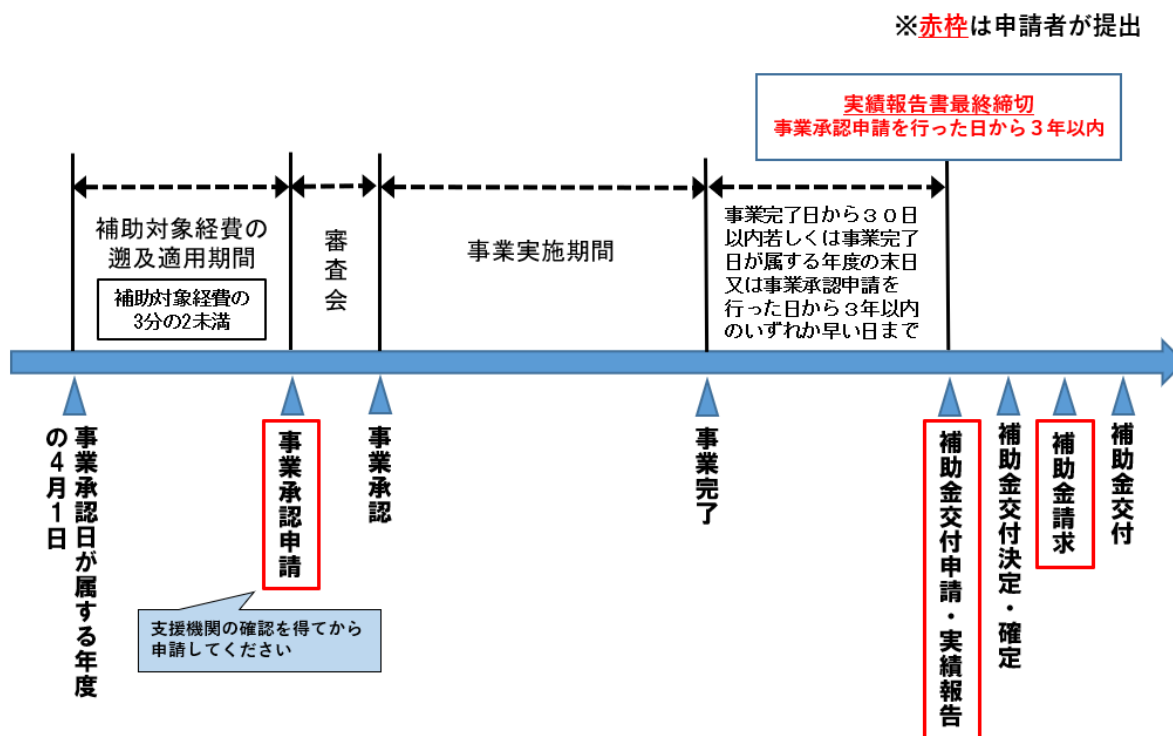 ※赤枠は申請者が提出
実績報告書最終締切
事業承認申請を行った日から３年以内
補助対象経費の
遡及適用期間
補助対象経費の
3分の2未満
審査会
事業実施期間
事業完了日から３０日
以内若しくは事業完了
日が属する年度の末日
又は事業承認申請を
行った日から３年以内
のいずれか早い日まで
事業承認日が属する年度
の４月１日
事業承認申請
支援機関の確認を得てから
申請してください
事業承認
事業完了
補助金交付申請・実績報告
補助金交付決定・確定
補助金請求
補助金交付